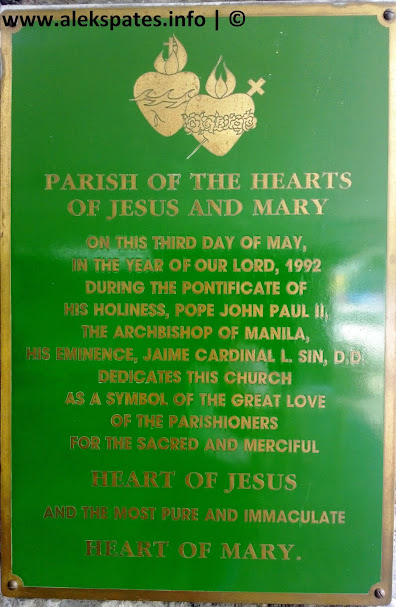 www.alekspates.info | ©
PARISH OF THE HEARTS
OF JESUS AND MARY
ON THIS THIRD DAY OF MAY,
IN THE YEAR OF OUR LORD, 1992
DURING THE PONTIFICATE OF
HIS HOLINESS, POPE JOHN PAUL II,
THE ARCHBISHOP OF MANILA,
HIS EMINENCE, JAIME CARDINAL L. SIN, D.D.
DEDICATES THIS CHURCH
AS A SYMBOL OF THE GREAT LOVE
OF THE PARISHIONERS
FOR THE SACRED AND MERCIFUL
HEART OF JESUS
AND THE MOST PURE AND IMMACULATE
HEART OF MARY.